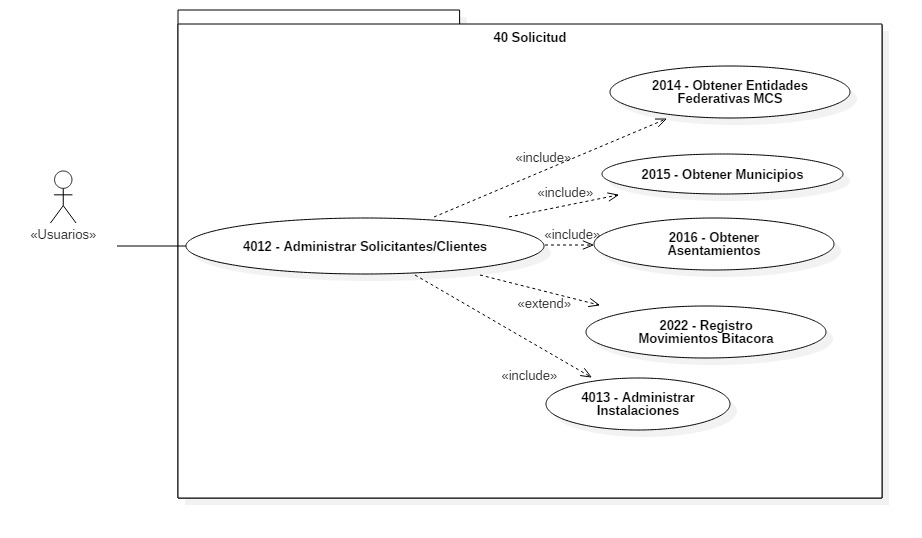 40 Solicitud
2014 - Obtener Entidades
Federativas MCS
«include»
2015 - Obtener Municipios
«include»
«Usuarios»
«include»
2016 - Obtener
Asentamientos
4012 - Administrar Solicitantes/Clientes
«extend»
2022 - Registro
Movimientos Bitacora
«include»
4013 - Administrar
Instalaciones